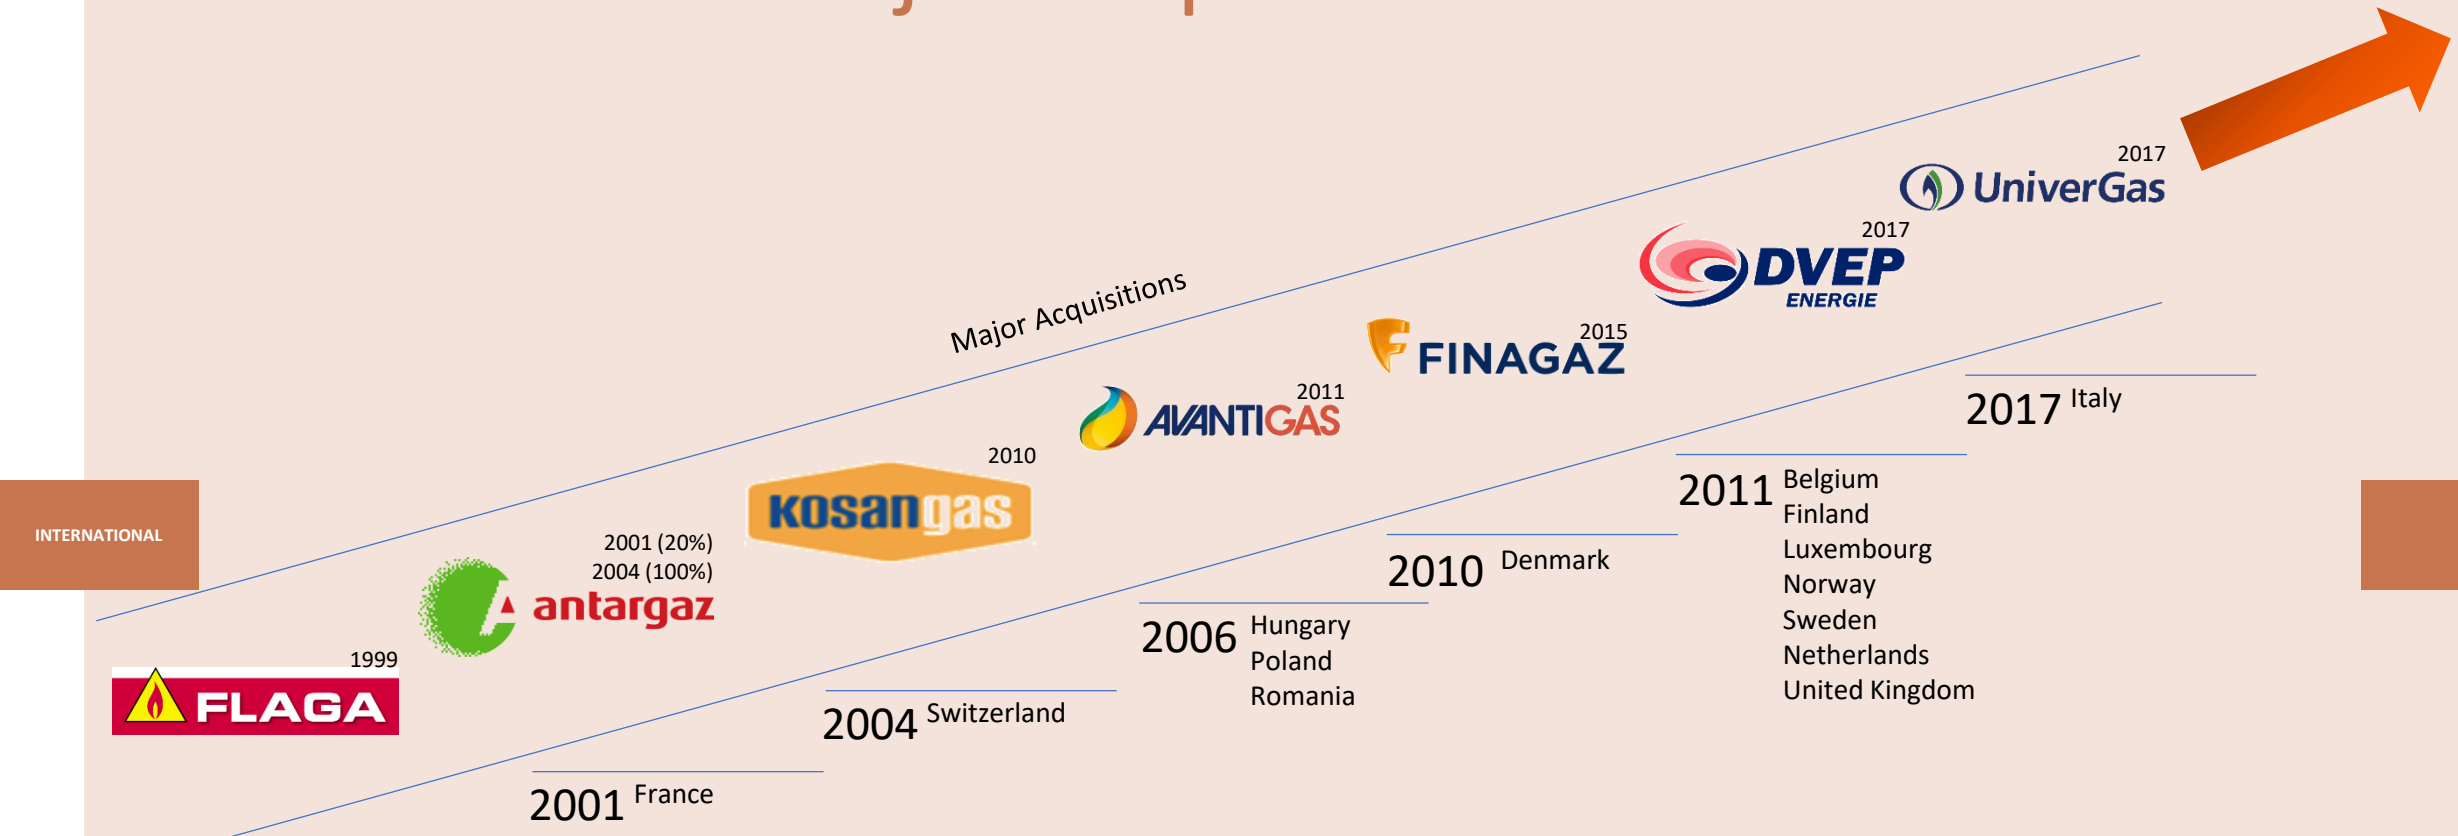 Major Acquisitions
INTERNATIONAL
1999
FLAGA
2001 (20%)
2004 (100%)
antargaz
2010
Kosangas
2011
AVANTIGAS
2015
FINAGAZ
2017
DVEP
ENERGIE
2017
UniverGas
2001 France
2004 Switzerland
2006 Hungary
Poland
Romania
2010 Denmark
2011 Belgium
Finland
Luxembourg
Norway
Sweden
Netherlands
United Kingdom
2017 Italy